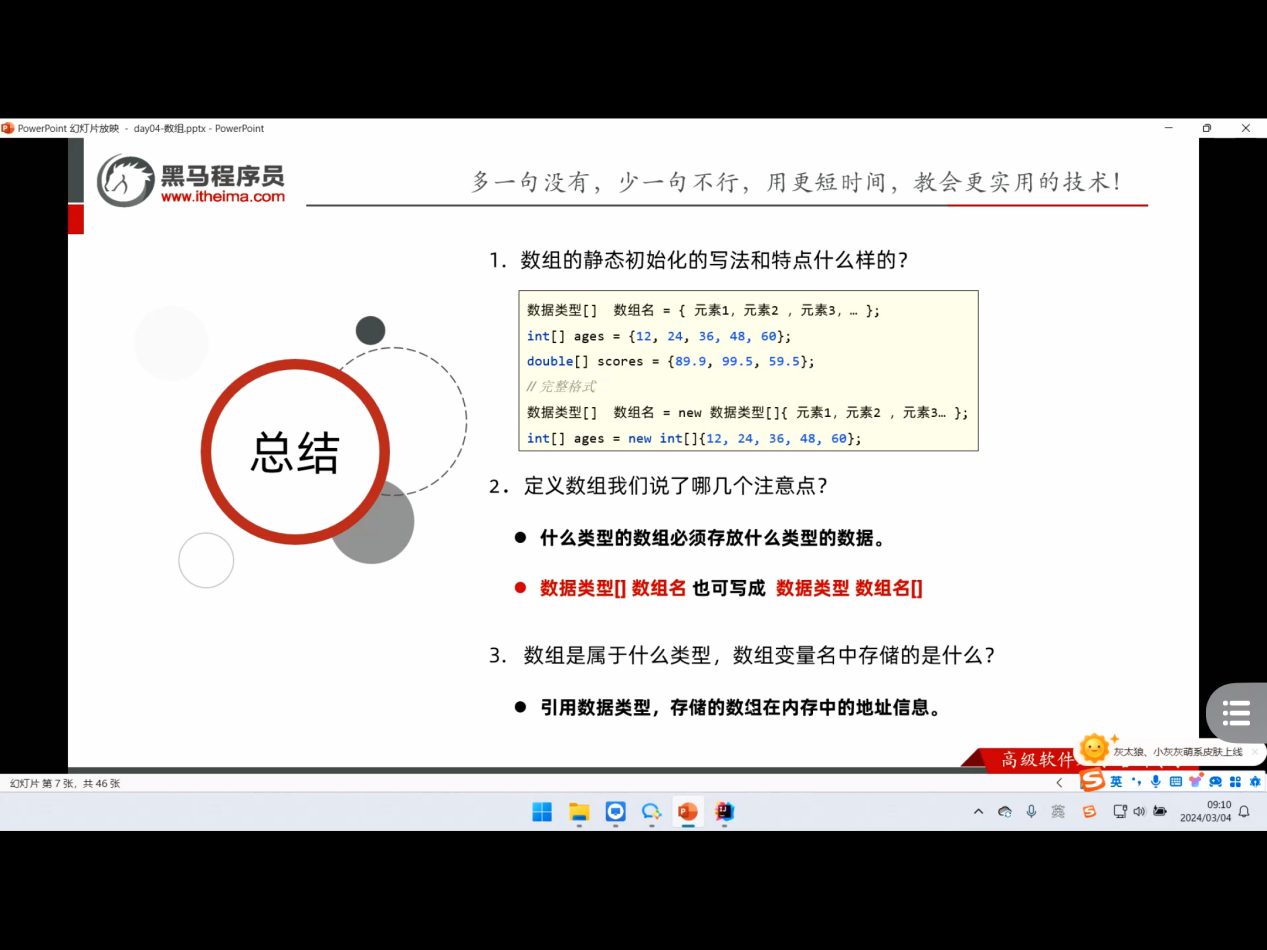 PowerPoint 幻灯片放映 - day04-数组.pptx - PowerPoint
黑马程序员
www.itheima.com
多一句没有，少一句不行，用更短时间，教会更实用的技术！
总结
1. 数组的静态初始化的写法和特点什么样的？
数据类型[] 数组名 = { 元素1，元素2 ，元素3，… };
int[] ages = {12, 24, 36, 48, 60};
double[] scores = {89.9, 99.5, 59.5};
// 完整格式
数据类型[] 数组名 = new 数据类型[]{ 元素1，元素2 ，元素3… };
int[] ages = new int[]{12, 24, 36, 48, 60};
2. 定义数组我们说了哪几个注意点？
● 什么类型的数组必须存放什么类型的数据。
● 数据类型[] 数组名 也可写成 数据类型 数组名[]
3. 数组是属于什么类型，数组变量名中存储的是什么？
● 引用数据类型，存储的数组在内存中的地址信息。
高级软件
灰太狼、小灰灰萌系皮肤上线
幻灯片 第 7 张，共 46 张
英
英
09:10
2024/03/04